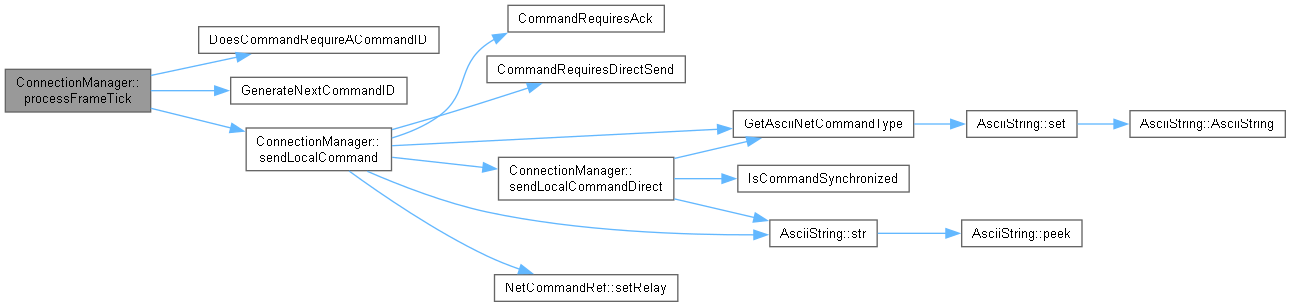 ConnectionManager::
processFrameTick
DoesCommandRequireACommandID
GenerateNextCommandID
ConnectionManager::
sendLocalCommand
CommandRequiresAck
CommandRequiresDirectSend
GetAsciiNetCommandType
ConnectionManager::
sendLocalCommandDirect
IsCommandSynchronized
AsciiString::str
NetCommandRef::setRelay
AsciiString::set
AsciiString::AsciiString
AsciiString::peek